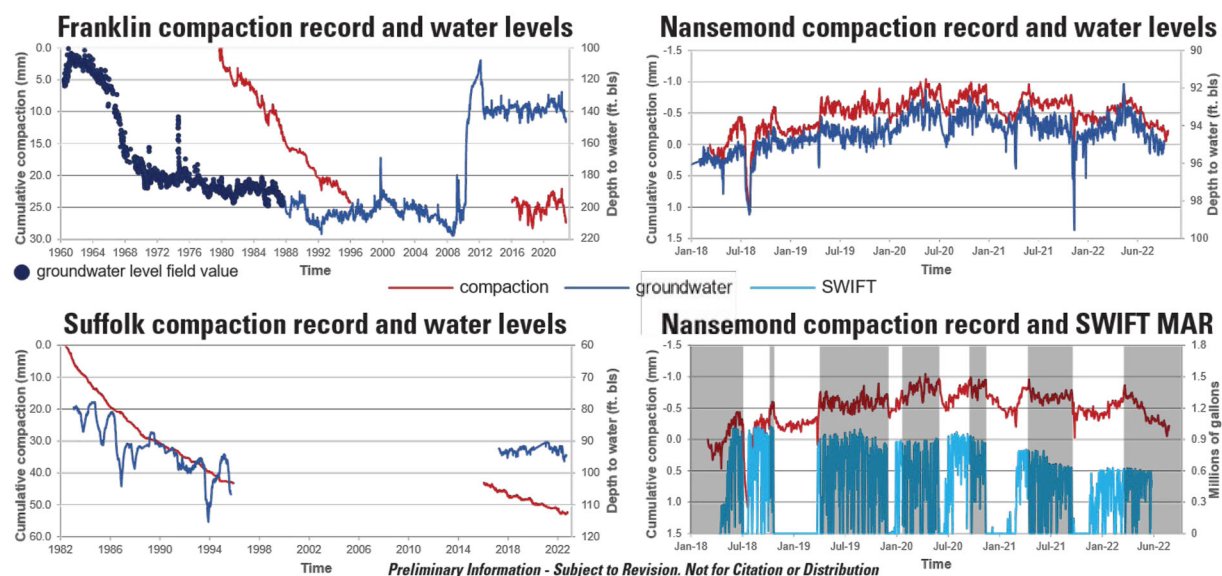 Franklin compaction record and water levels
Cumulative compaction (mm)
0.0
5.0
10.0
15.0
20.0
25.0
30.0
100
120
140
160
180
200
220
Depth to water (ft. bls)
1960 1964 1968 1971 1975 1979 1981 1985 1988 1992 1996 2000 2004 2008 2012 2016 2020
Time
groundwater level field value
Nansemond compaction record and water levels
Cumulative compaction (mm)
-1.5
-1.0
-0.5
0.0
0.5
1.0
1.5
90
92
94
96
98
100
Depth to water (ft. bls)
Jan-18 Jul-18 Jan-19 Jul-19 Jan-20 Jul-20 Jan-21 Jul-21 Jan-22 Jun-22
Time
compaction groundwater SWIFT
Suffolk compaction record and water levels
Cumulative compaction (mm)
0.0
10.0
20.0
30.0
40.0
50.0
60.0
60
70
80
90
100
110
120
Depth to water (ft. bls)
1982 1986 1990 1994 1998 2002 2006 2010 2014 2018 2022
Time
Nansemond compaction record and SWIFT MAR
Cumulative compaction (mm)
-1.5
-1.0
-0.5
0.0
0.5
1.0
1.5
1.8
1.5
1.2
0.9
0.6
0.3
0
Millions of gallons
Jan-18 Jul-18 Jan-19 Jul-19 Jan-20 Jul-20 Jan-21 Jul-21 Jan-22 Jun-22
Time
Preliminary Information - Subject to Revision. Not for Citation or Distribution